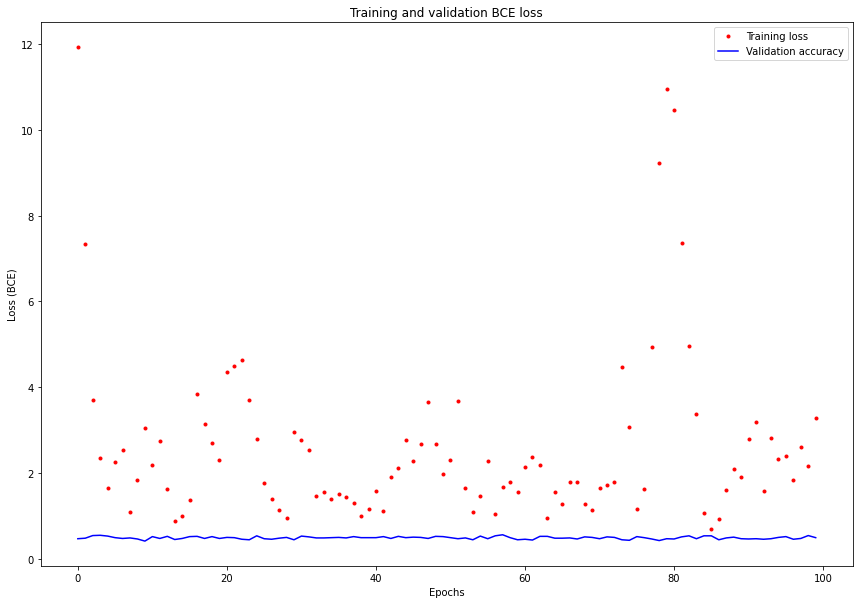 Training and validation BCE loss
Training loss
Validation accuracy
Loss (BCE)
12
10
8
6
4
2
0
0 20 40 60 80 100
Epochs